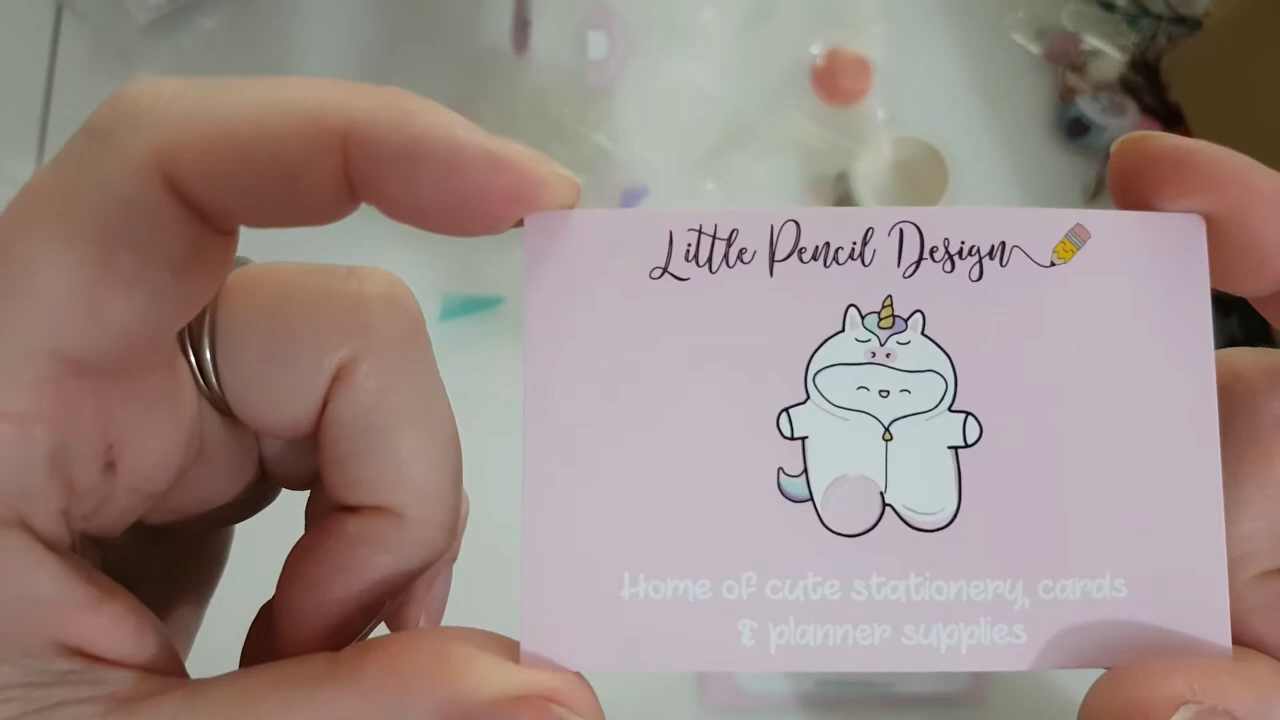 Little Pencil Design
Home of cute stationery, cards
& planner supplies